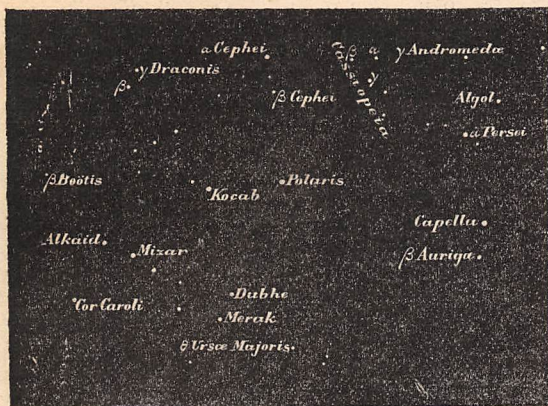 α Cephei
γ Draconis
β
β Cephei
β α
γ
Cassiopeia
γ Andromedæ
Algol
α Persei
β Boötis
Kocab
Polaris
Capella
Alkaid
Mizar
β Aurigæ
Cor Caroli
Dubhe
Merak
θ Ursæ Majoris